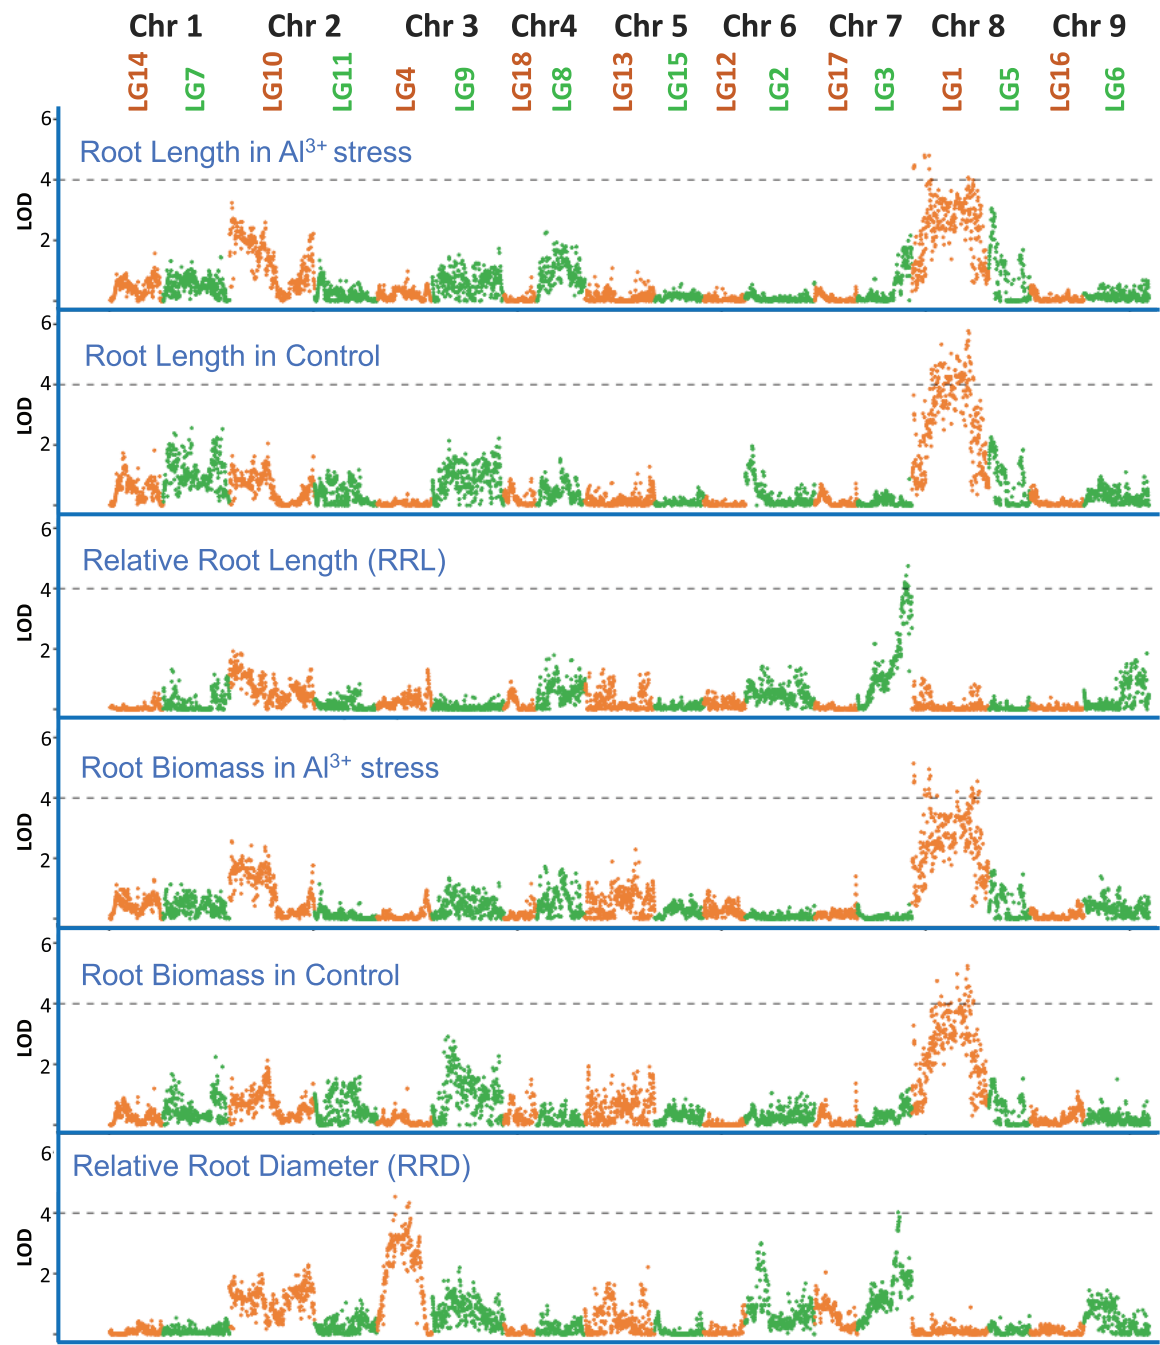 Chr 1 Chr 2 Chr 3 Chr4 Chr 5 Chr 6 Chr 7 Chr 8 Chr 9
LG14 LG7 LG10 LG11 LG4 LG9 LG18 LG8 LG13 LG15 LG12 LG2 LG17 LG3 LG1 LG5 LG16 LG6
6
Root Length in Al³⁺ stress
4
LOD
2
6
Root Length in Control
4
LOD
2
6
Relative Root Length (RRL)
4
LOD
2
6
Root Biomass in Al³⁺ stress
4
LOD
2
6
Root Biomass in Control
4
LOD
2
6
Relative Root Diameter (RRD)
4
LOD
2